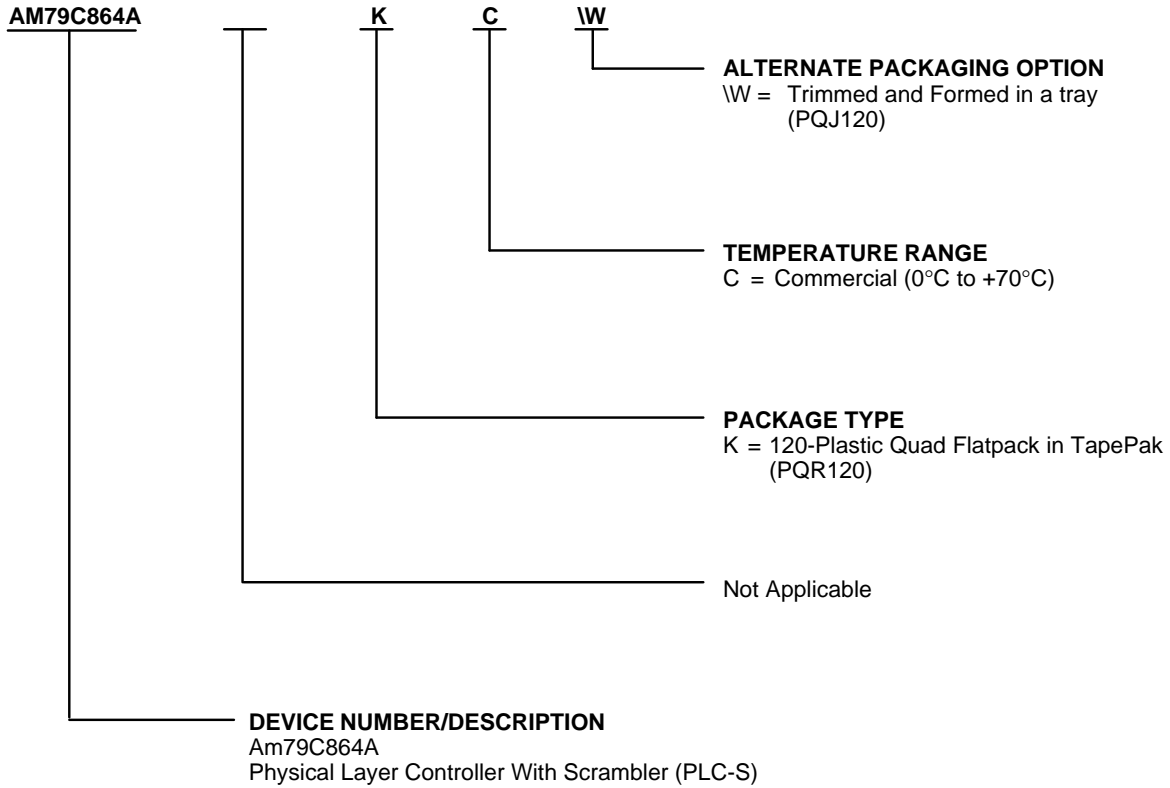 AM79C864A K C \W
ALTERNATE PACKAGING OPTION
\W = Trimmed and Formed in a tray
(PQJ120)
TEMPERATURE RANGE
C = Commercial (0°C to +70°C)
PACKAGE TYPE
K = 120-Plastic Quad Flatpack in TapePak
(PQR120)
Not Applicable
DEVICE NUMBER/DESCRIPTION
Am79C864A
Physical Layer Controller With Scrambler (PLC-S)